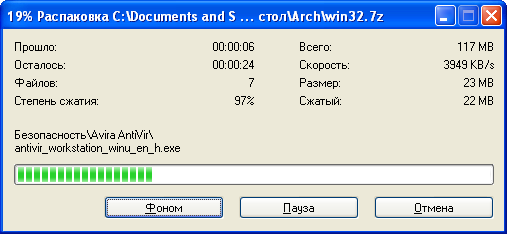 19% Распаковка C:\Documents and S ... стол\Arch\win32.7z
Прошло: 00:00:06 Всего: 117 MB
Осталось: 00:00:24 Скорость: 3949 KB/s
Файлов: 7 Размер: 23 MB
Степень сжатия: 97% Сжатый: 22 MB
Безопасность\Avira AntiVir\
antivir_workstation_winu_en_h.exe
Фоном Пауза Отмена